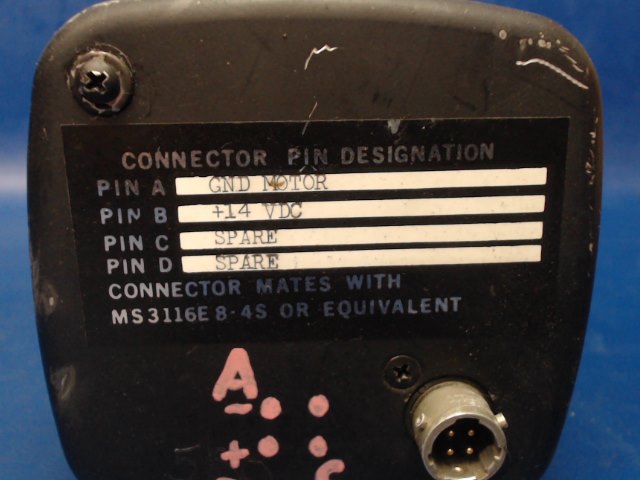 CONNECTOR PIN DESIGNATION
PIN A GND MOTOR
PIN B +14 VDC
PIN C SPARE
PIN D SPARE
CONNECTOR MATES WITH
MS3116E8-4S OR EQUIVALENT
A
-
+